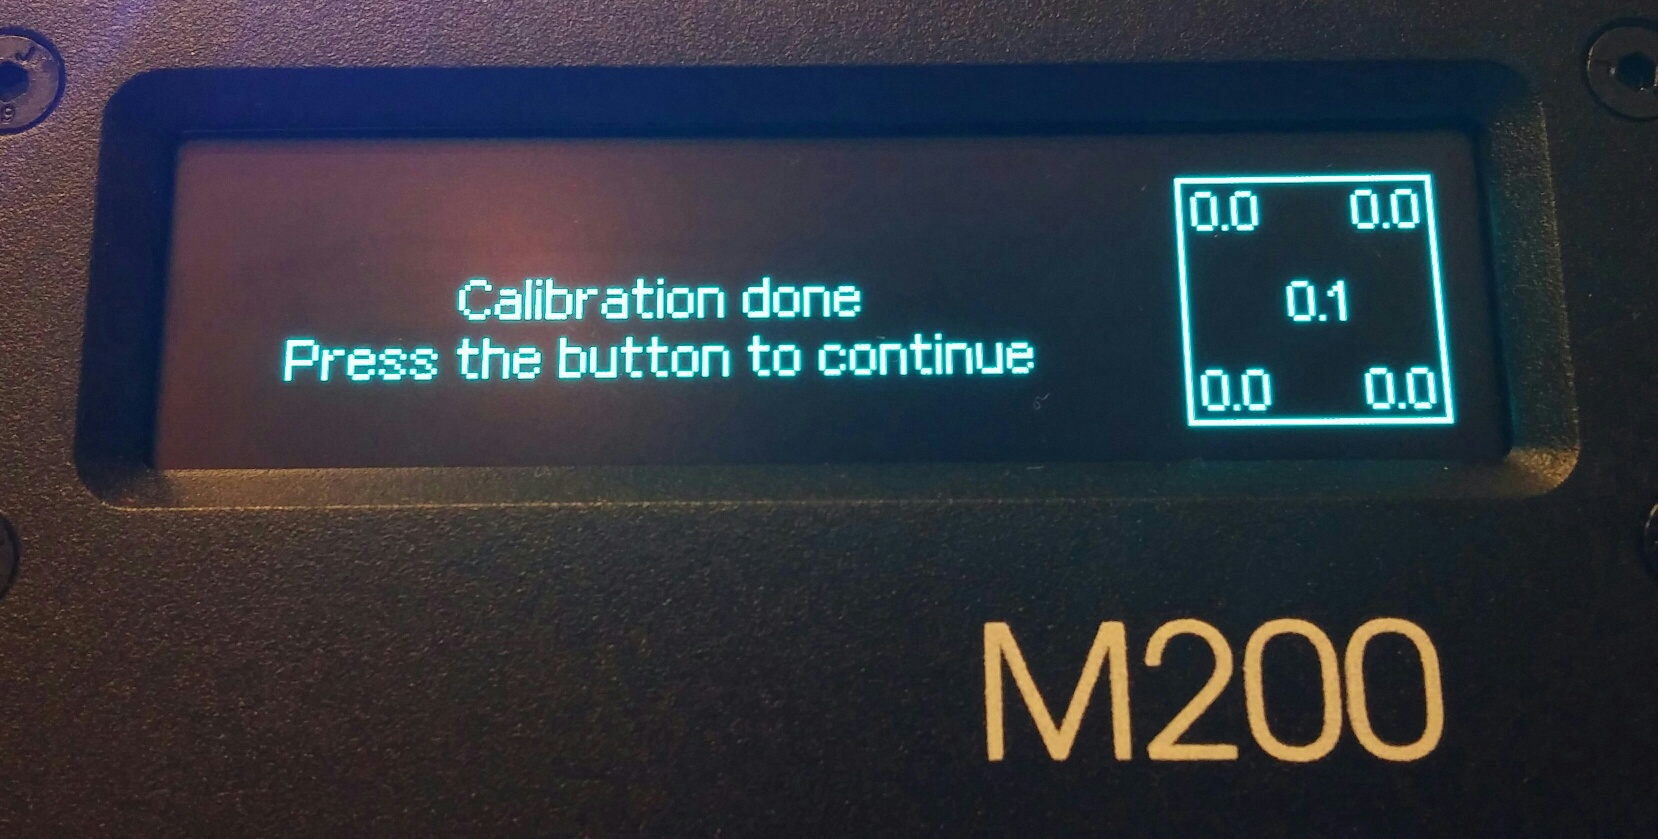 0.0 0.0
Calibration done
0.1
Press the button to continue
0.0 0.0
M200